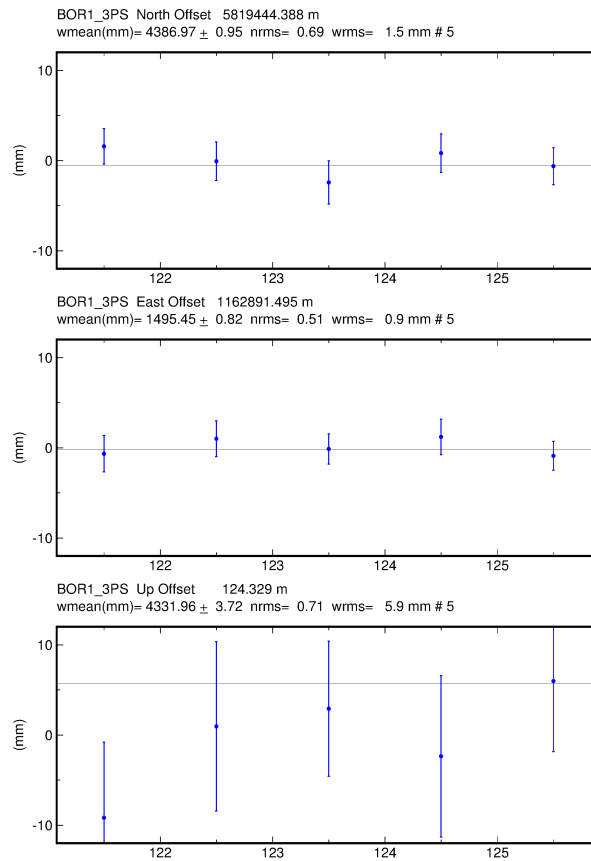 BOR1_3PS North Offset 5819444.388 m
wmean(mm)= 4386.97 ± 0.95 nrms= 0.69 wrms= 1.5 mm # 5
10
0
-10
(mm)
122 123 124 125
BOR1_3PS East Offset 1162891.495 m
wmean(mm)= 1495.45 ± 0.82 nrms= 0.51 wrms= 0.9 mm # 5
10
0
-10
(mm)
122 123 124 125
BOR1_3PS Up Offset 124.329 m
wmean(mm)= 4331.96 ± 3.72 nrms= 0.71 wrms= 5.9 mm # 5
10
0
-10
(mm)
122 123 124 125